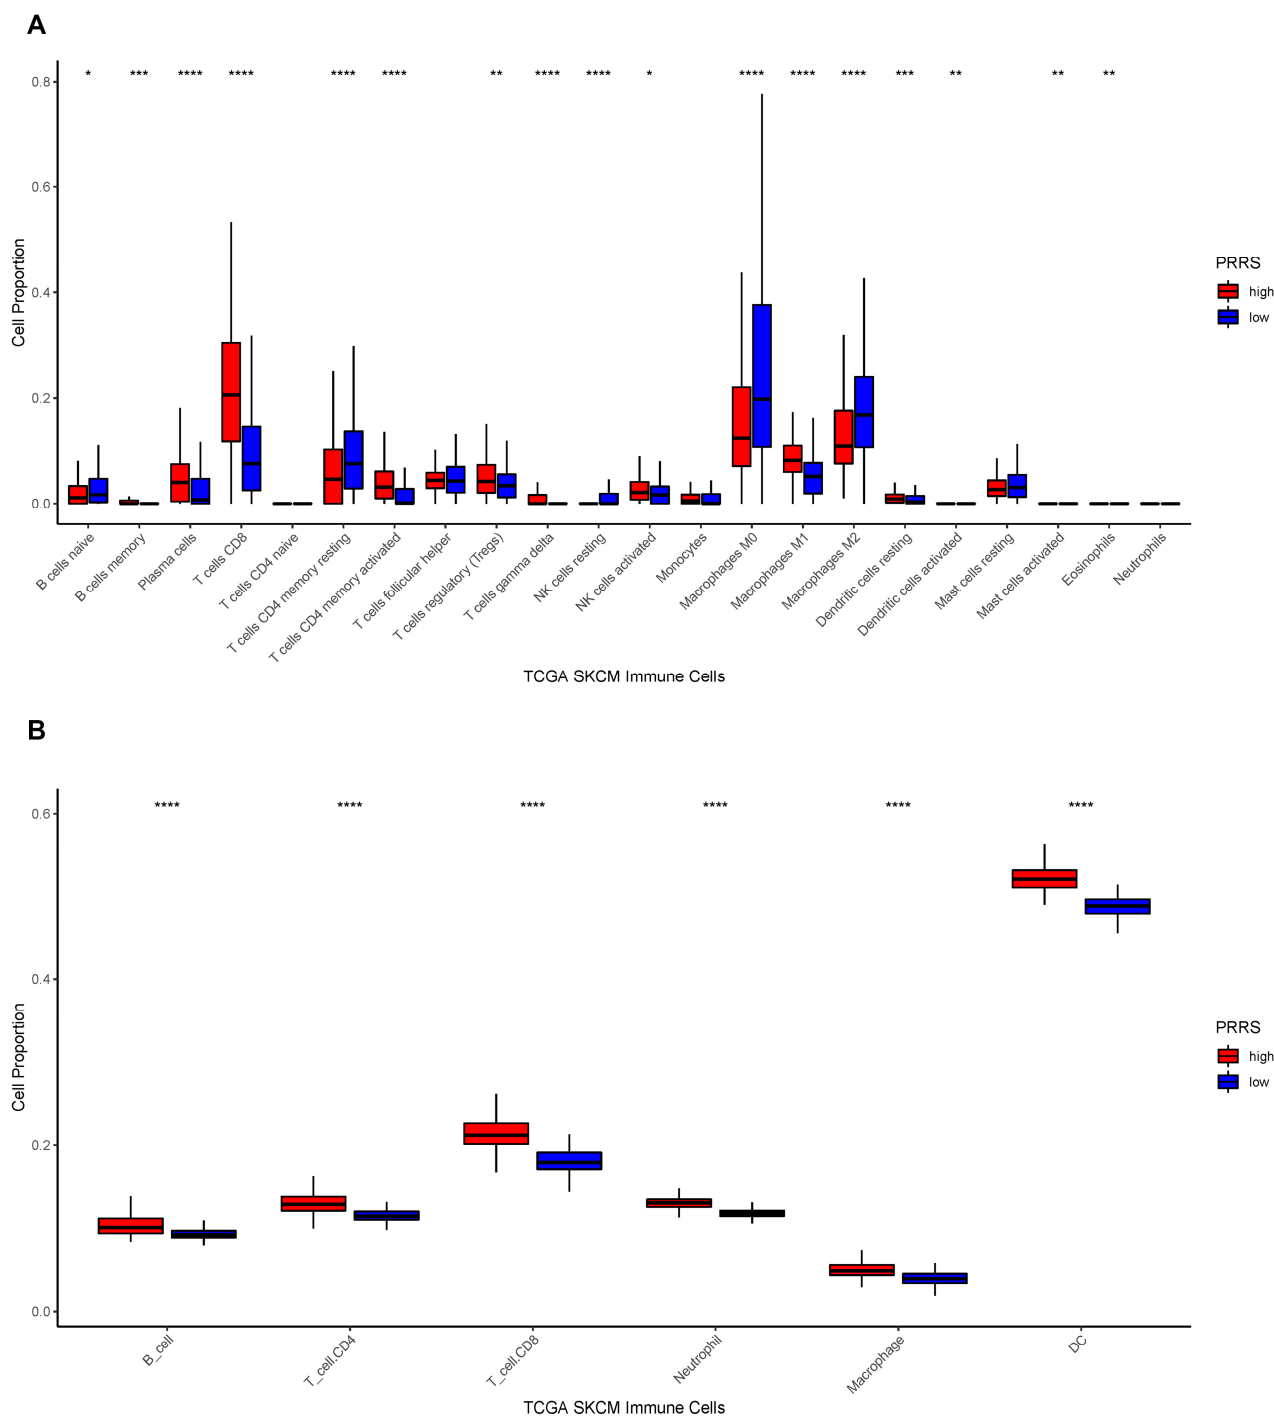 A
* *** **** **** **** **** ** **** **** * **** **** **** *** ** ** **
0.8
0.6
0.4
0.2
0.0
Cell Proportion
B cells naive
B cells memory
Plasma cells
T cells CD8
T cells CD4 naive
T cells CD4 memory resting
T cells CD4 memory activated
T cells follicular helper
T cells regulatory (Tregs)
T cells gamma delta
NK cells resting
NK cells activated
Monocytes
Macrophages M0
Macrophages M1
Macrophages M2
Dendritic cells resting
Dendritic cells activated
Mast cells resting
Mast cells activated
Eosinophils
Neutrophils
TCGA SKCM Immune Cells
PRRS
high
low
B
**** **** **** **** **** ****
0.6
0.4
0.2
0.0
Cell Proportion
B_cell
T_cell.CD4
T_cell.CD8
Neutrophil
Macrophage
DC
TCGA SKCM Immune Cells
PRRS
high
low